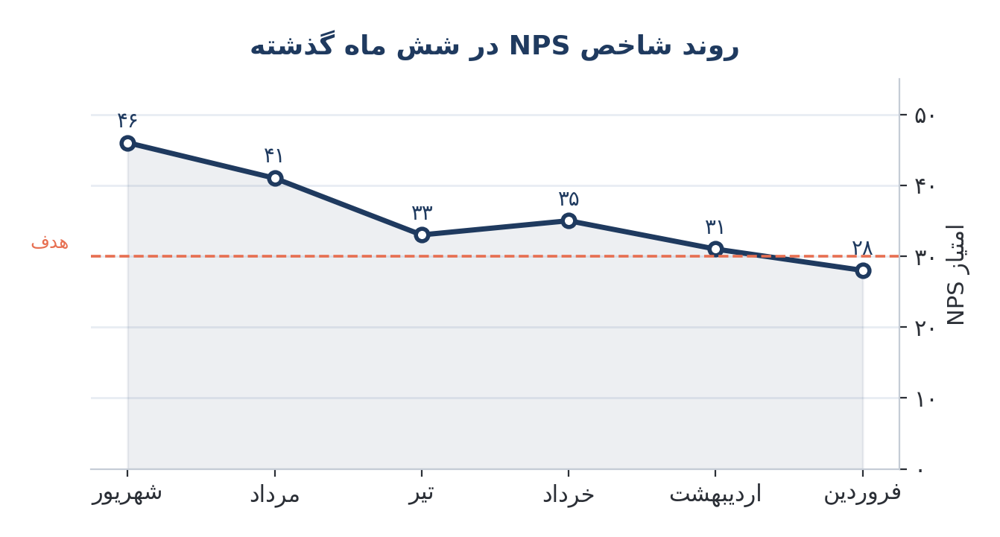 روند شاخص NPS در شش ماه گذشته
۵۰
۴۰
۳۰
۲۰
۱۰
۰
امتیاز NPS
هدف
۲۸
۳۱
۳۵
۳۳
۴۱
۴۶
فروردین
اردیبهشت
خرداد
تیر
مرداد
شهریور